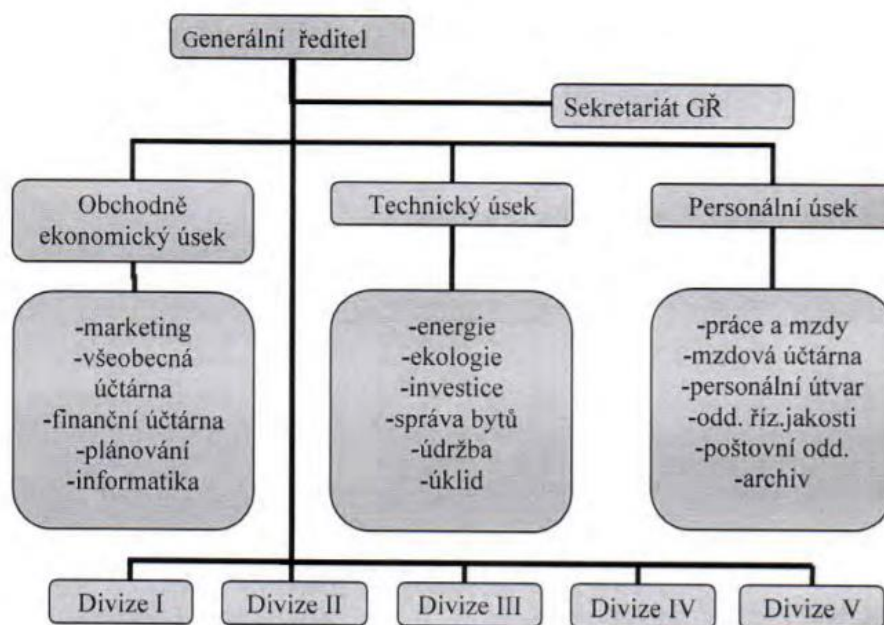 Generální ředitel
Sekretariát GŘ
Obchodně
ekonomický úsek
Technický úsek
Personální úsek
-marketing
-všeobecná
účtárna
-finanční účtárna
-plánování
-informatika
-energie
-ekologie
-investice
-správa bytů
-údržba
-úklid
-práce a mzdy
-mzdová účtárna
-personální útvar
-odd. říz.jakosti
-poštovní odd.
-archiv
Divize I
Divize II
Divize III
Divize IV
Divize V